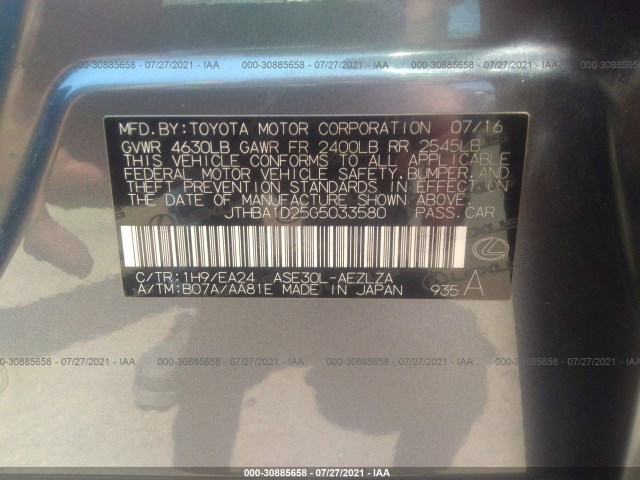 000-30885658 - 07/27/2021 - IAA
000-30885658 - 07/27/2021 - IAA
000-30885658 - 07/27/2021 - IAA
MFD.BY:TOYOTA MOTOR CORPORATION 07/16
GVWR 4630LB GAWR FR 2400LB RR 2545LB
THIS VEHICLE CONFORMS TO ALL APPLICABLE
FEDERAL MOTOR VEHICLE SAFETY,BUMPER,AND
THEFT PREVENTION STANDARDS IN EFFECT ON
THE DATE OF MANUFACTURE SHOWN ABOVE.
JTHBA1D25G5033580 PASS.CAR
C/TR:1H9/EA24 ASE30L-AEZLZA
A/TM:B07A/AA81E MADE IN JAPAN 935 A
000-30885658 - 07/27/2021 - IAA
000-30885658 - 07/27/2021 - IAA
000-30885658 - 07/27/2021 - IAA
000-30885658 - 07/27/2021 - IAA